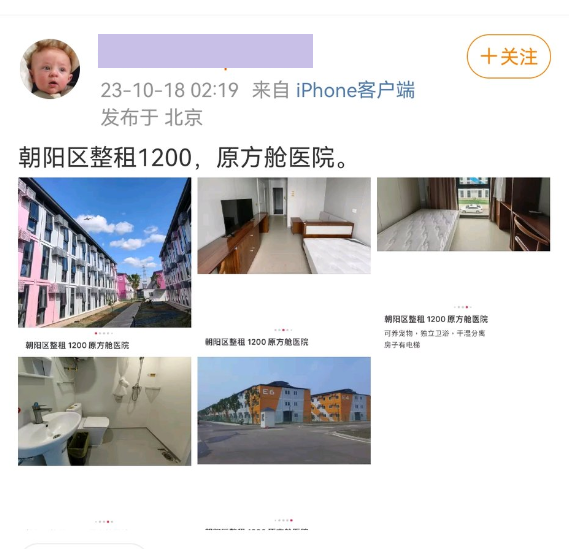 +关注
23-10-18 02:19 来自 iPhone客户端
发布于 北京
朝阳区整租1200，原方舱医院。
朝阳区整租 1200 原方舱医院
朝阳区整租 1200 原方舱医院
朝阳区整租 1200 原方舱医院
可养宠物·独立卫浴·干湿分离
房子有电梯
E6